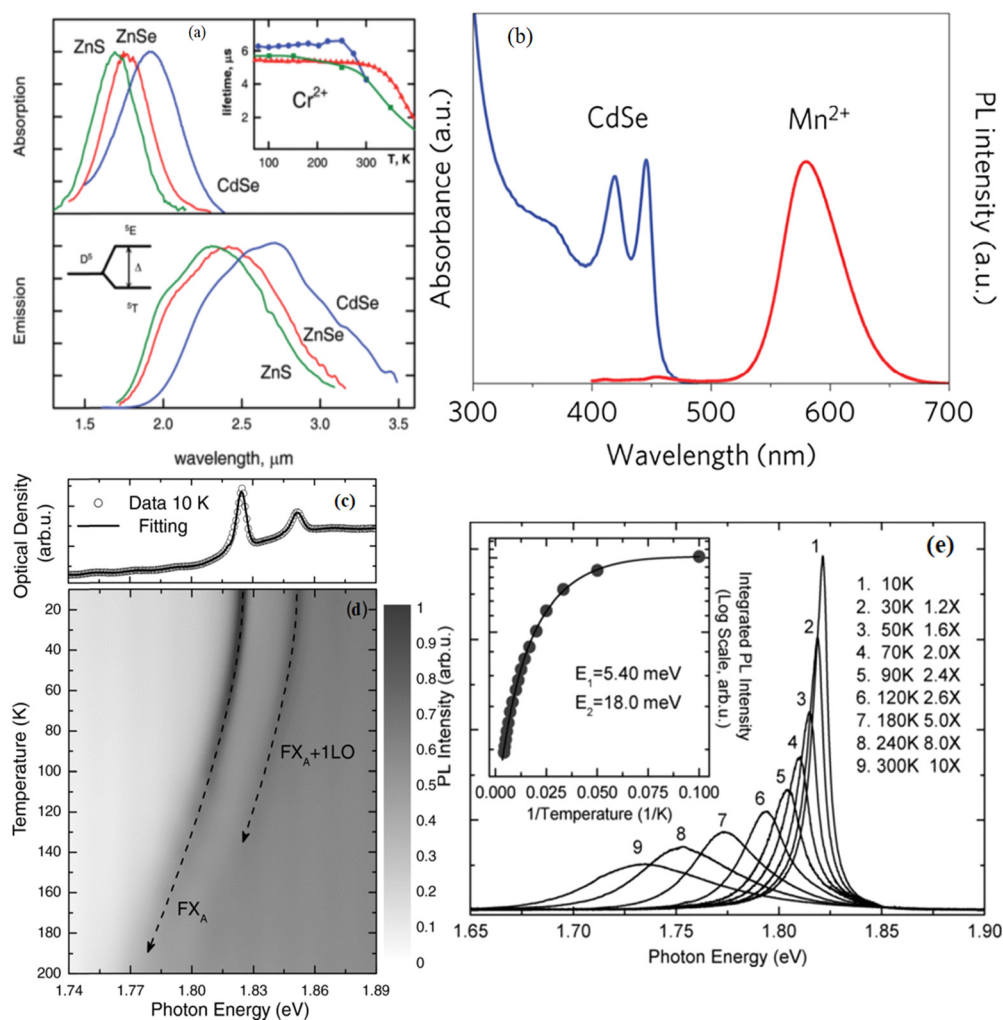 (a)
ZnS
ZnSe
CdSe
Absorption
lifetime, μs
6
4
2
Cr2+
100
200
300
T, K
Emission
D⁵
⁵E
Δ
⁵T
CdSe
ZnSe
ZnS
1.5
2.0
2.5
3.0
3.5
wavelength, μm
(b)
Absorbance (a.u.)
CdSe
Mn2+
PL intensity (a.u.)
300
400
500
600
700
Wavelength (nm)
(c)
Optical Density (arb.u.)
Data 10 K
Fitting
(d)
Temperature (K)
20
40
60
80
100
120
140
160
180
200
FXA+1LO
FXA
1.74
1.77
1.80
1.83
1.86
1.89
Photon Energy (eV)
PL Intensity (arb.u.)
1
0.9
0.8
0.7
0.6
0.5
0.4
0.3
0.2
0.1
0
(e)
Integrated PL Intensity
(Log Scale, arb.u.)
E1=5.40 meV
E2=18.0 meV
0.000
0.025
0.050
0.075
0.100
1/Temperature (1/K)
1
2
3
4
5
6
7
8
9
1. 10K
2. 30K 1.2X
3. 50K 1.6X
4. 70K 2.0X
5. 90K 2.4X
6. 120K 2.6X
7. 180K 5.0X
8. 240K 8.0X
9. 300K 10X
1.65
1.70
1.75
1.80
1.85
1.90
Photon Energy (eV)